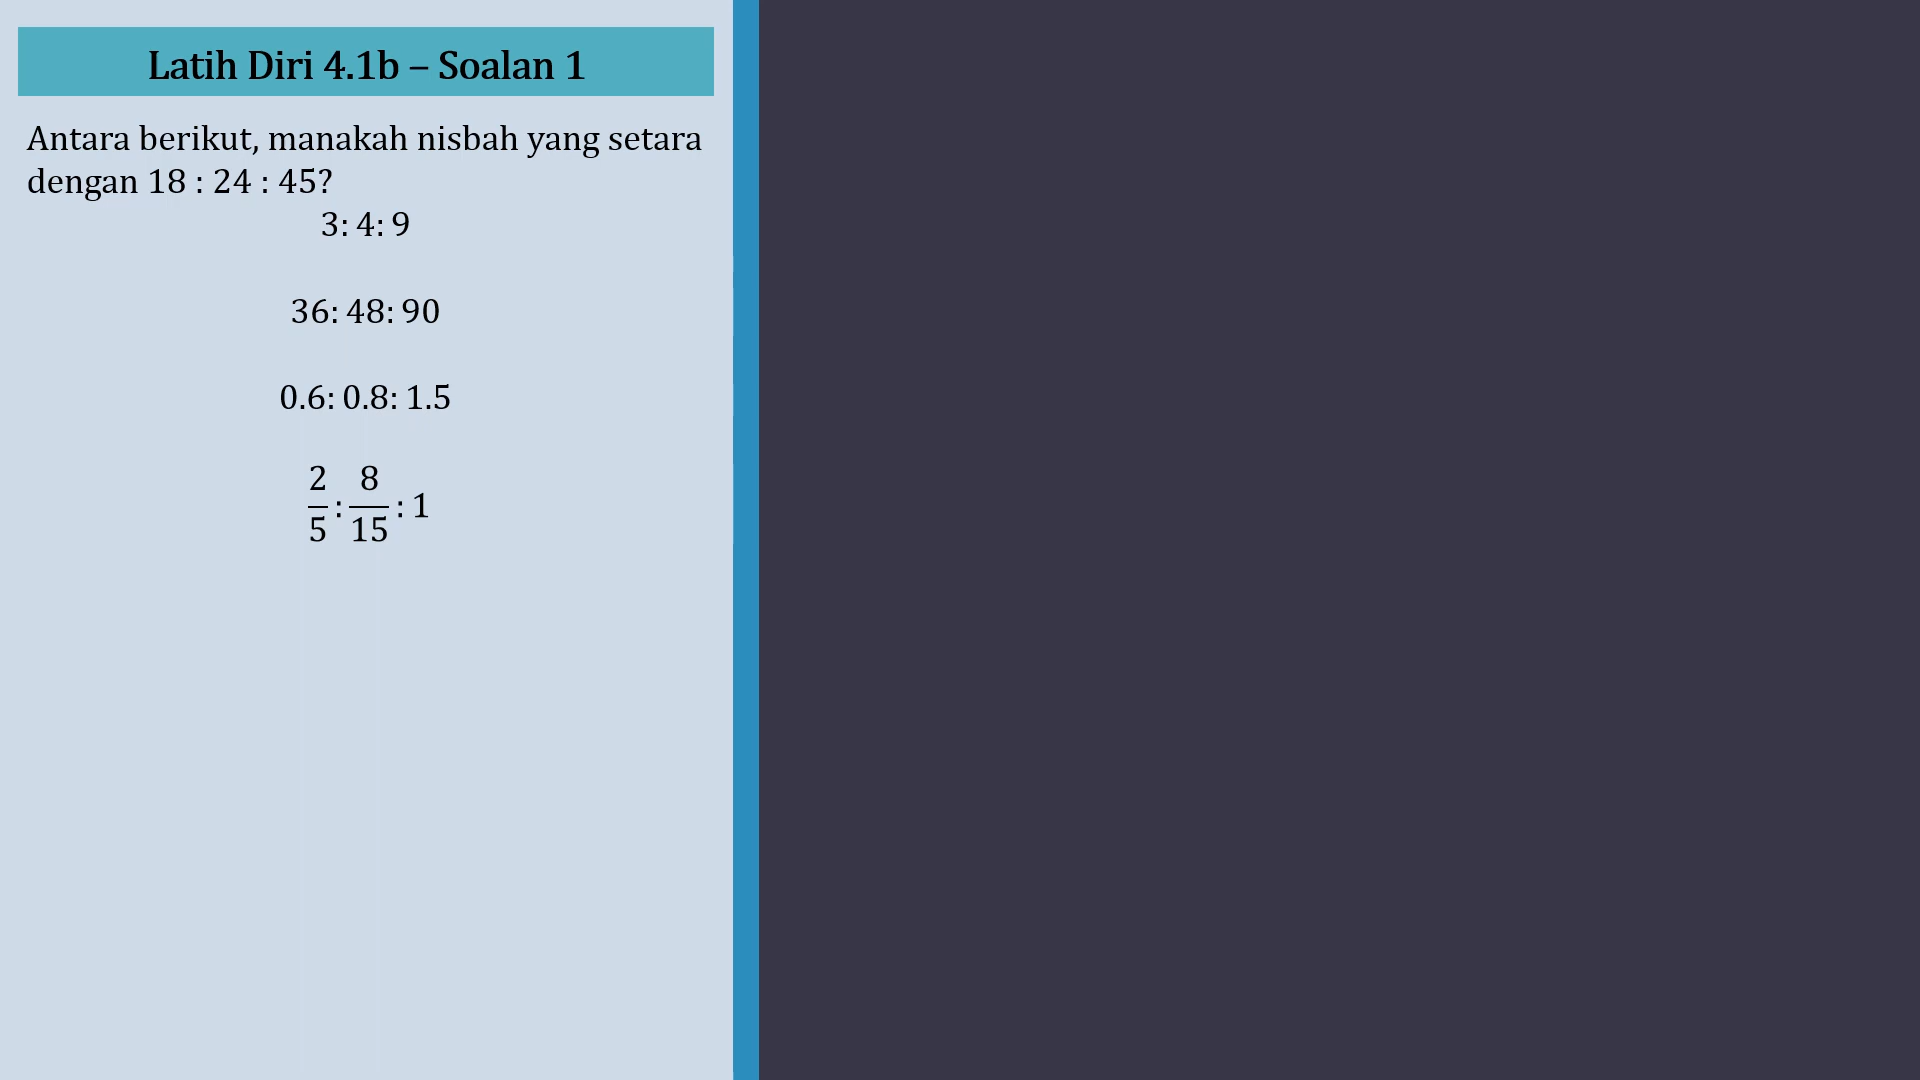 Latih Diri 4.1b – Soalan 1
Antara berikut, manakah nisbah yang setara
dengan 18 : 24 : 45?
3: 4: 9
36: 48: 90
0.6: 0.8: 1.5
2/5 : 8/15 : 1